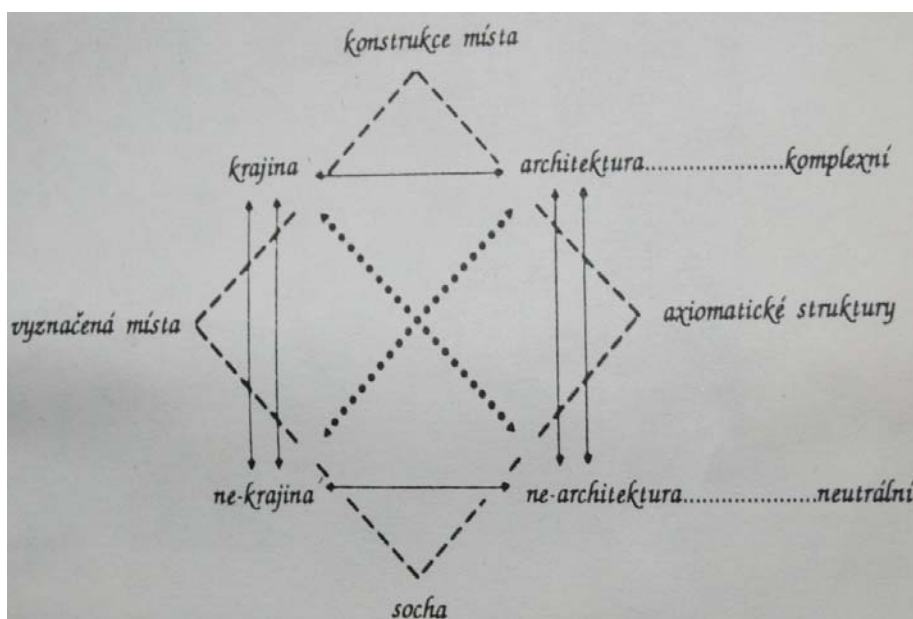 konstrukce místa
krajina architektura.......................komplexní
vyznačená místa axiomatické struktury
ne-krajina ne-architektura......................neutrální
socha